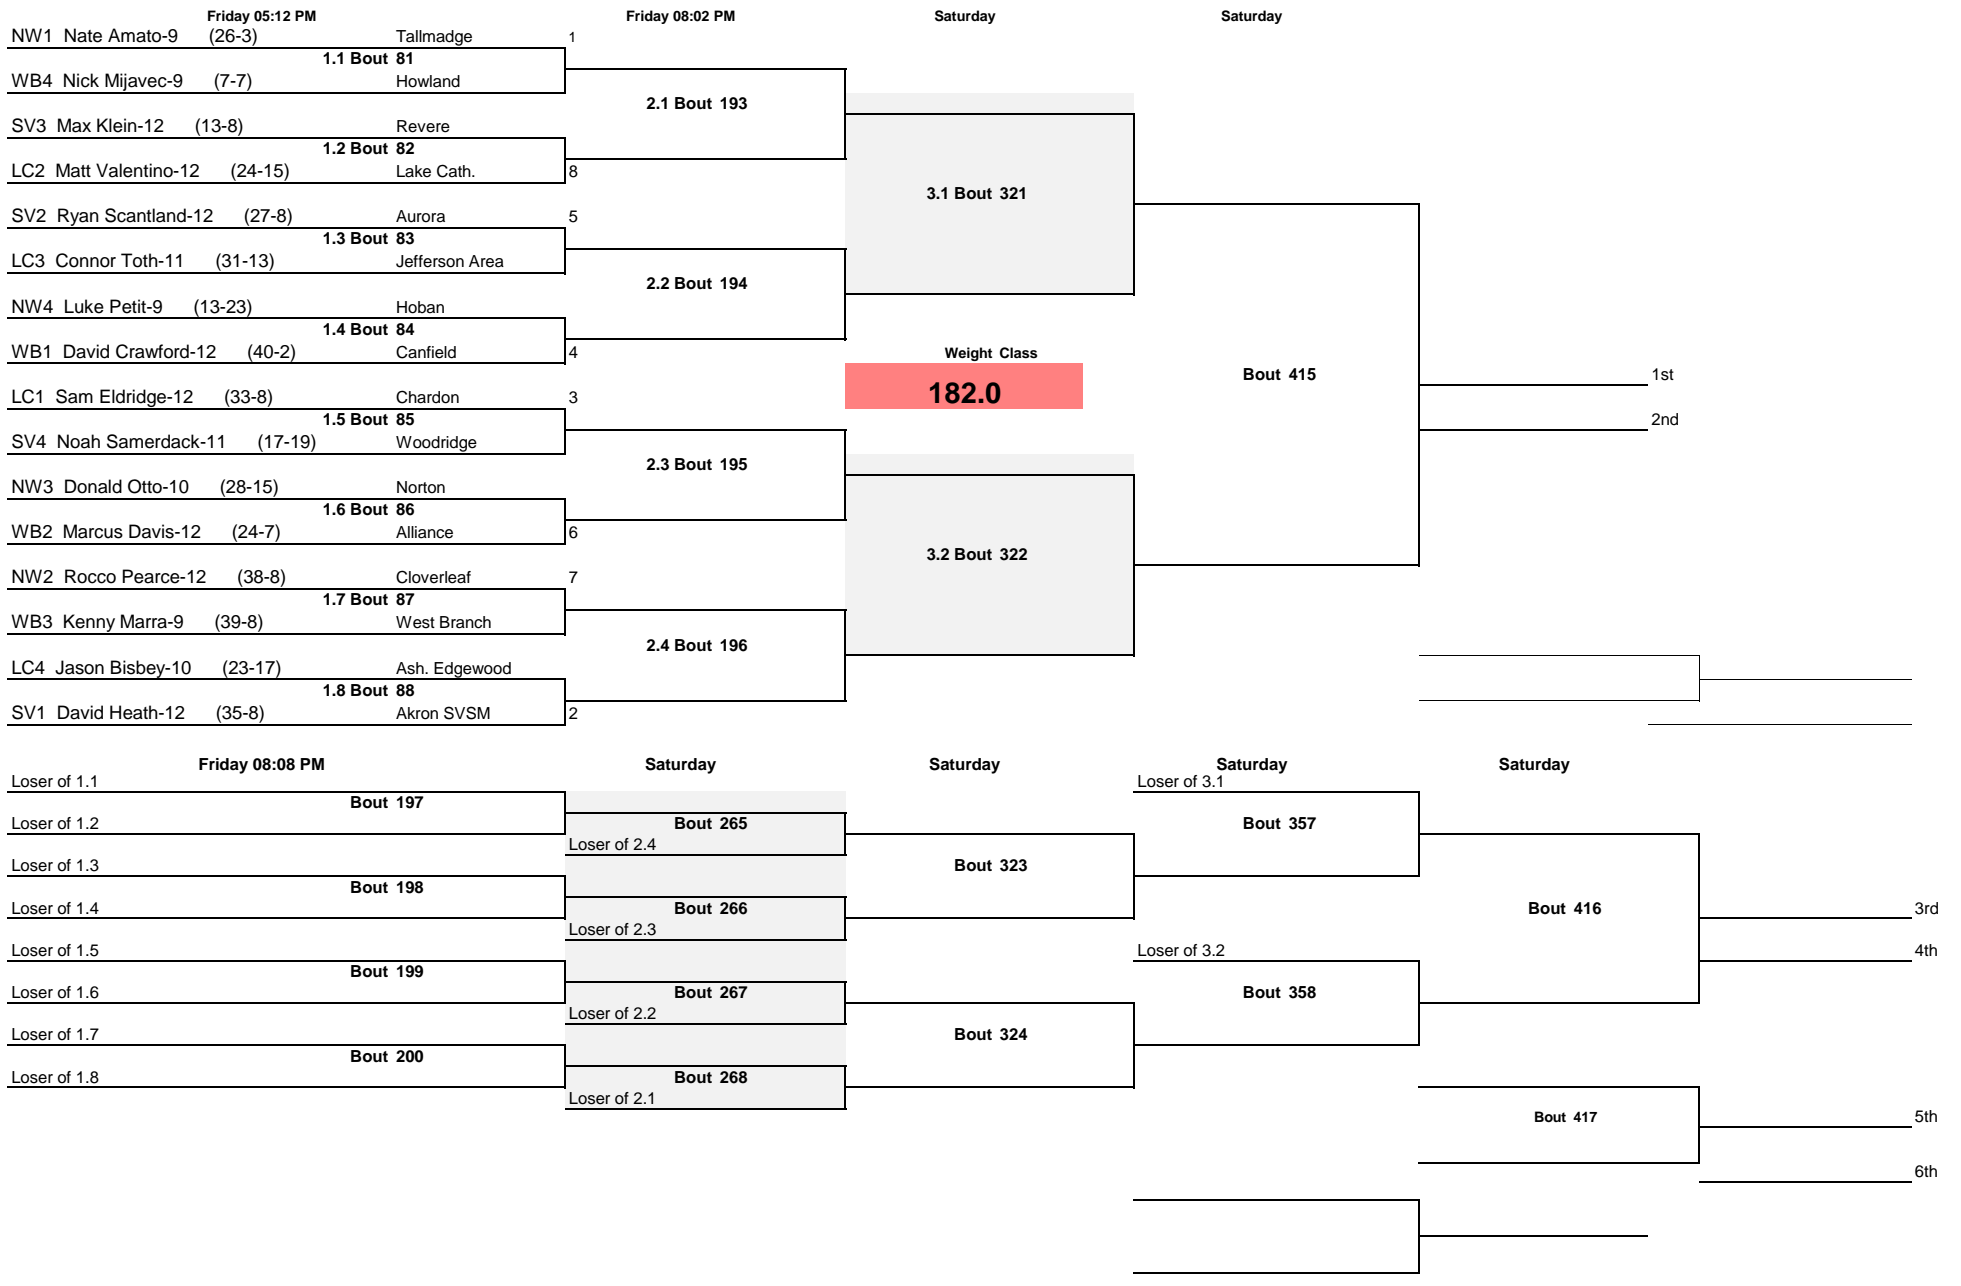 Friday 05:12 PM Friday 08:02 PM Saturday Saturday
NW1 Nate Amato-9 (26-3) Tallmadge 1
1.1 Bout 81
WB4 Nick Mijavec-9 (7-7) Howland
2.1 Bout 193
SV3 Max Klein-12 (13-8) Revere
1.2 Bout 82
LC2 Matt Valentino-12 (24-15) Lake Cath. 8
3.1 Bout 321
SV2 Ryan Scantland-12 (27-8) Aurora 5
1.3 Bout 83
LC3 Connor Toth-11 (31-13) Jefferson Area
2.2 Bout 194
NW4 Luke Petit-9 (13-23) Hoban
1.4 Bout 84
WB1 David Crawford-12 (40-2) Canfield 4 Weight Class
Bout 415 1st
LC1 Sam Eldridge-12 (33-8) Chardon 3 182.0
1.5 Bout 85 2nd
SV4 Noah Samerdack-11 (17-19) Woodridge
2.3 Bout 195
NW3 Donald Otto-10 (28-15) Norton
1.6 Bout 86
WB2 Marcus Davis-12 (24-7) Alliance 6
3.2 Bout 322
NW2 Rocco Pearce-12 (38-8) Cloverleaf 7
1.7 Bout 87
WB3 Kenny Marra-9 (39-8) West Branch
2.4 Bout 196
LC4 Jason Bisbey-10 (23-17) Ash. Edgewood
1.8 Bout 88
SV1 David Heath-12 (35-8) Akron SVSM 2
Friday 08:08 PM Saturday Saturday Saturday Saturday
Loser of 1.1 Loser of 3.1
Bout 197
Loser of 1.2 Bout 265 Bout 357
Loser of 2.4
Loser of 1.3 Bout 323
Bout 198
Loser of 1.4 Bout 266 Bout 416 3rd
Loser of 2.3
Loser of 1.5 Loser of 3.2 4th
Bout 199
Loser of 1.6 Bout 267 Bout 358
Loser of 2.2
Loser of 1.7 Bout 324
Bout 200
Loser of 1.8 Bout 268
Loser of 2.1
Bout 417 5th
6th